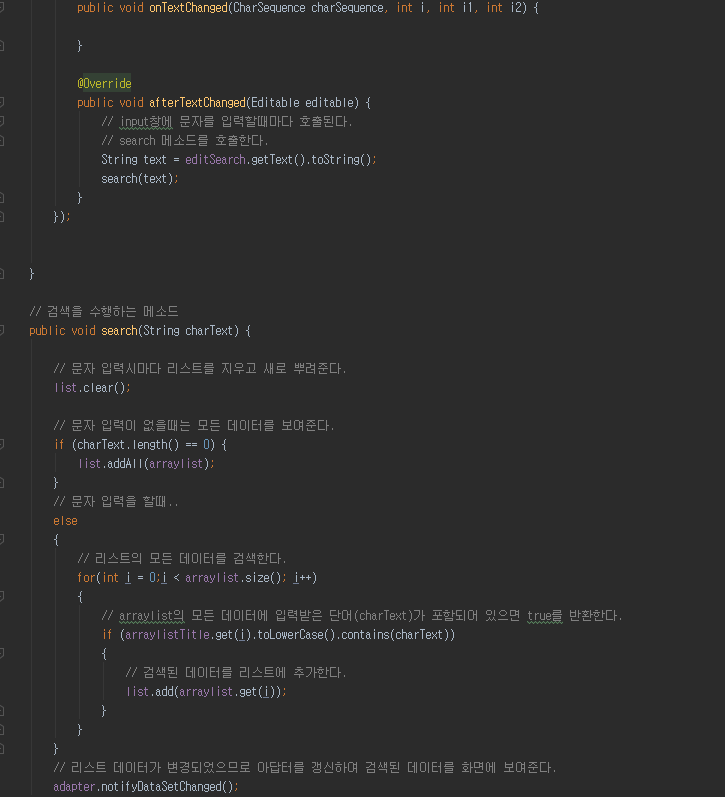 public void onTextChanged(CharSequence charSequence, int i, int i1, int i2) {
}
@Override
public void afterTextChanged(Editable editable) {
// input창에 문자를 입력할때마다 호출된다.
// search 메소드를 호출한다.
String text = editSearch.getText().toString();
search(text);
}
});
}
// 검색을 수행하는 메소드
public void search(String charText) {
// 문자 입력시마다 리스트를 지우고 새로 뿌려준다.
list.clear();
// 문자 입력이 없을때는 모든 데이터를 보여준다.
if (charText.length() == 0) {
list.addAll(arraylist);
}
// 문자 입력을 할때..
else
{
// 리스트의 모든 데이터를 검색한다.
for(int i = 0;i < arraylist.size(); i++)
{
// arraylist의 모든 데이터에 입력받은 단어(charText)가 포함되어 있으면 true를 반환한다.
if (arraylistTitle.get(i).toLowerCase().contains(charText))
{
// 검색된 데이터를 리스트에 추가한다.
list.add(arraylist.get(i));
}
}
}
// 리스트 데이터가 변경되었으므로 아답터를 갱신하여 검색된 데이터를 화면에 보여준다.
adapter.notifyDataSetChanged();